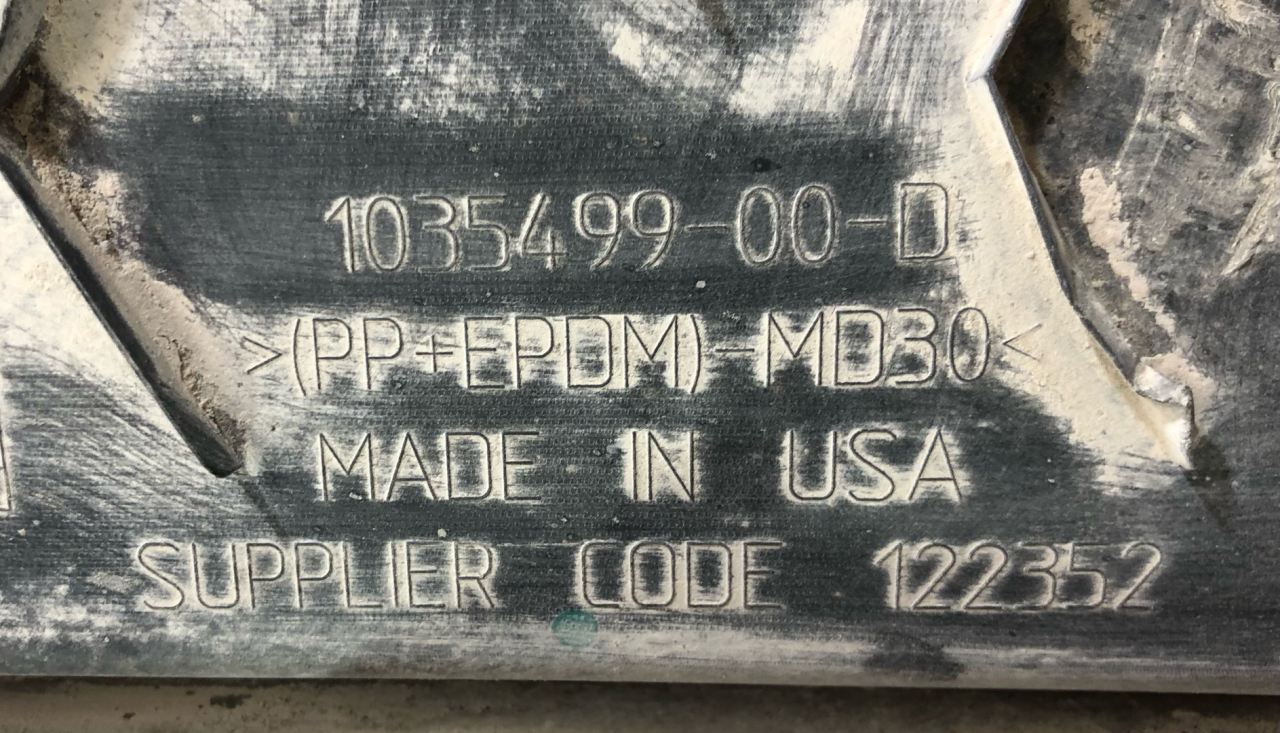 1035499-00-D
>(PP+EPDM)-MD30<
MADE IN USA
SUPPLIER CODE 122352